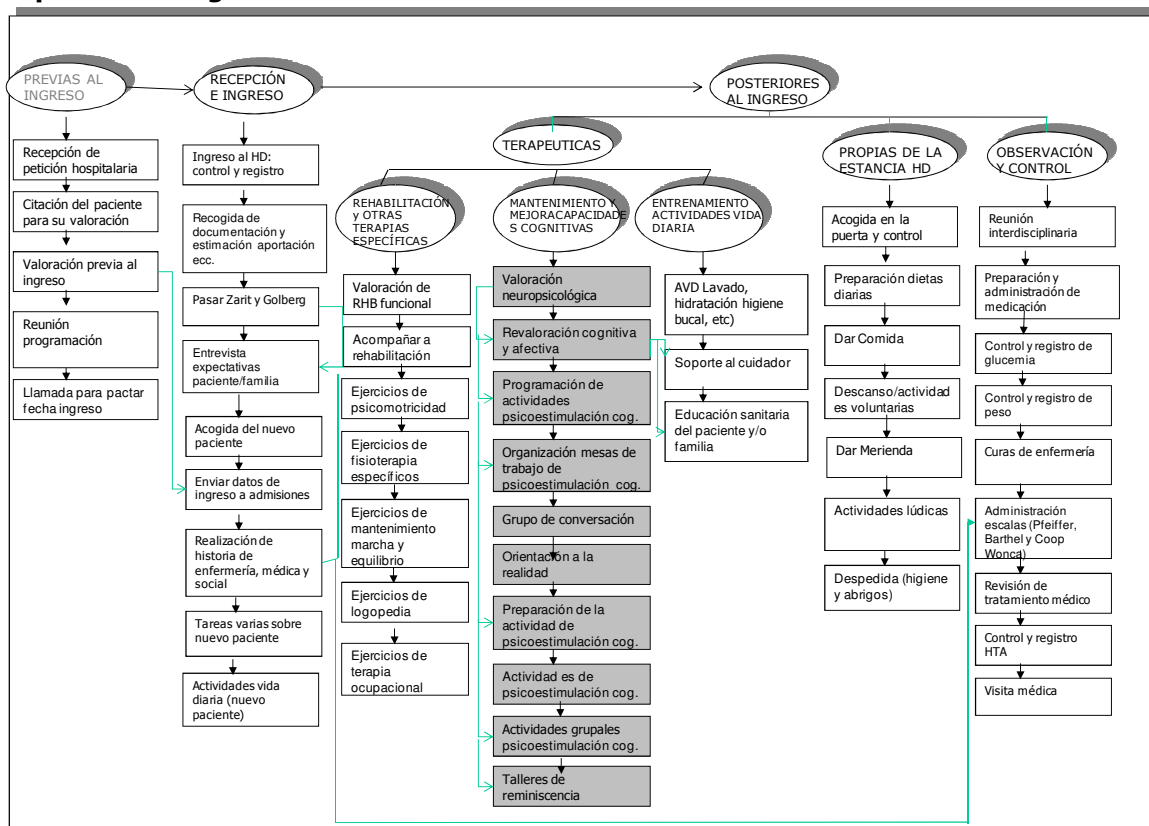 PREVIAS AL
INGRESO
RECEPCIÓN
E INGRESO
POSTERIORES
AL INGRESO
TERAPEUTICAS
PROPIAS DE LA
ESTANCIA HD
OBSERVACIÓN
Y CONTROL
REHABILITACIÓN
y OTRAS
TERAPIAS
ESPECÍFICAS
MANTENIMIENTO Y
MEJORACAPACIDADE
S COGNITIVAS
ENTRENAMIENTO
ACTIVIDADES VIDA
DIARIA
Recepción de
petición hospitalaria
Citación del paciente
para su valoración
Valoración previa al
ingreso
Reunión
programación
Llamada para pactar
fecha ingreso
Ingreso al HD:
control y registro
Recogida de
documentación y
estimación aportación
ecc.
Pasar Zarit y Golberg
Entrevista
expectativas
paciente/familia
Acogida del nuevo
paciente
Enviar datos de
ingreso a admisiones
Realización de
historia de
enfermería, médica y
social
Tareas varias sobre
nuevo paciente
Actividades vida
diaria (nuevo
paciente)
Valoración de
RHB funcional
Acompañar a
rehabilitación
Ejercicios de
psicomotricidad
Ejercicios de
fisioterapia
específicos
Ejercicios de
mantenimiento
marcha y
equilibrio
Ejercicios de
logopedia
Ejercicios de
terapia
ocupacional
Valoración
neuropsicológica
Revaloración cognitiva
y afectiva
Programación de
actividades
psicoestimulación cog.
Organización mesas de
trabajo de
psicoestimulación cog.
Grupo de conversación
Orientación a la
realidad
Preparación de la
actividad de
psicoestimulación cog.
Actividad es de
psicoestimulación cog.
Actividades grupales
psicoestimulación cog.
Talleres de
reminiscencia
AVD Lavado,
hidratación higiene
bucal, etc)
Soporte al cuidador
Educación sanitaria
del paciente y/o
familia
Acogida en la
puerta y control
Preparación dietas
diarias
Dar Comida
Descanso/actividad
es voluntarias
Dar Merienda
Actividades lúdicas
Despedida (higiene
y abrigos)
Reunión
interdisciplinaria
Preparación y
administración de
medicación
Control y registro de
glucemia
Control y registro de
peso
Curas de enfermería
Administración
escalas (Pfeiffer,
Barthel y Coop
Wonca)
Revisión de
tratamiento médico
Control y registro
HTA
Visita médica